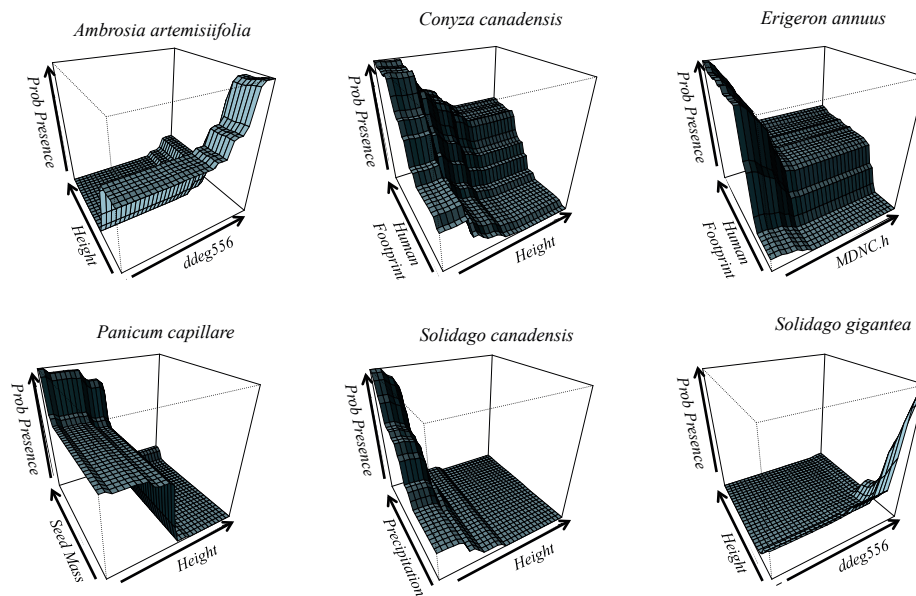 Ambrosia artemisiifolia
Prob Presence
Height
ddeg556
Conyza canadensis
Prob Presence
Human
Footprint
Height
Erigeron annuus
Prob Presence
Human
Footprint
MDNC.h
Panicum capillare
Prob Presence
Seed Mass
Height
Solidago canadensis
Prob Presence
Precipitation
Height
Solidago gigantea
Prob Presence
Height
ddeg556